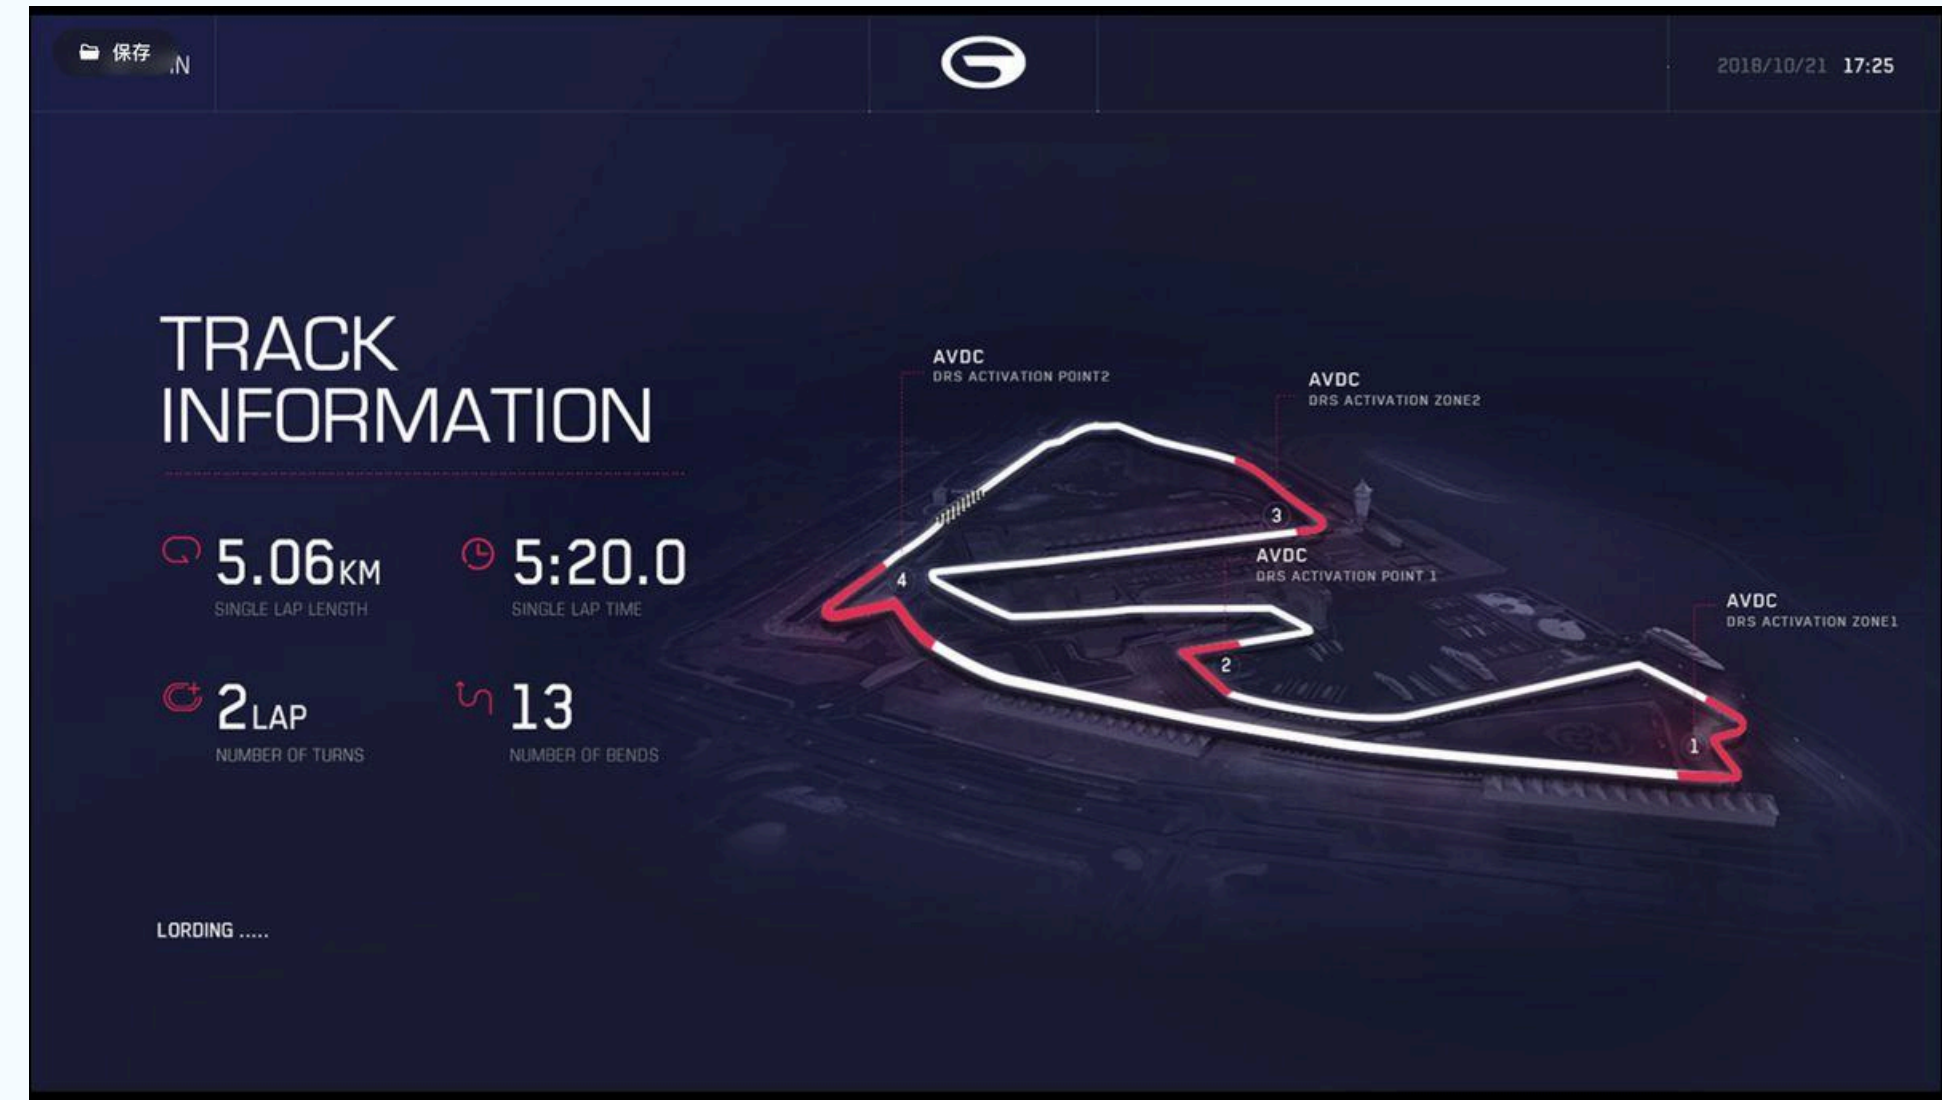 保存
N
2018/10/21 17:25
TRACK
INFORMATION
5.06KM
SINGLE LAP LENGTH
5:20.0
SINGLE LAP TIME
2LAP
NUMBER OF TURNS
13
NUMBER OF BENDS
LORDING .....
AVDC
DRS ACTIVATION POINT2
AVDC
DRS ACTIVATION ZONE2
3
AVDC
DRS ACTIVATION POINT 1
4
AVDC
DRS ACTIVATION ZONE1
2
1